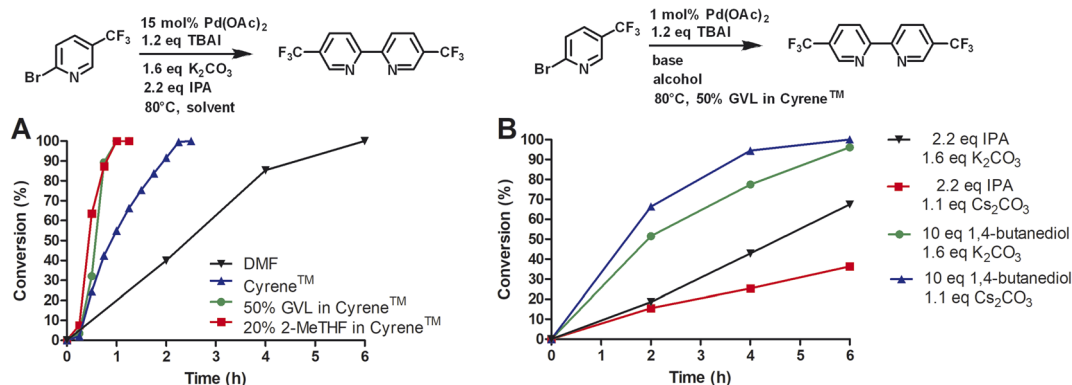 15 mol% Pd(OAc)2
1.2 eq TBAI
1.6 eq K2CO3
2.2 eq IPA
80°C, solvent
CF3
Br
N
F3C
CF3
N
N
1 mol% Pd(OAc)2
1.2 eq TBAI
base
alcohol
80°C, 50% GVL in Cyrene™
CF3
Br
N
F3C
CF3
N
N
A
Conversion (%)
100
90
80
70
60
50
40
30
20
10
0
0 1 2 3 4 5 6
Time (h)
DMF
Cyrene™
50% GVL in Cyrene™
20% 2-MeTHF in Cyrene™
B
Conversion (%)
100
90
80
70
60
50
40
30
20
10
0
0 1 2 3 4 5 6
Time (h)
2.2 eq IPA
1.6 eq K2CO3
2.2 eq IPA
1.1 eq Cs2CO3
10 eq 1,4-butanediol
1.6 eq K2CO3
10 eq 1,4-butanediol
1.1 eq Cs2CO3